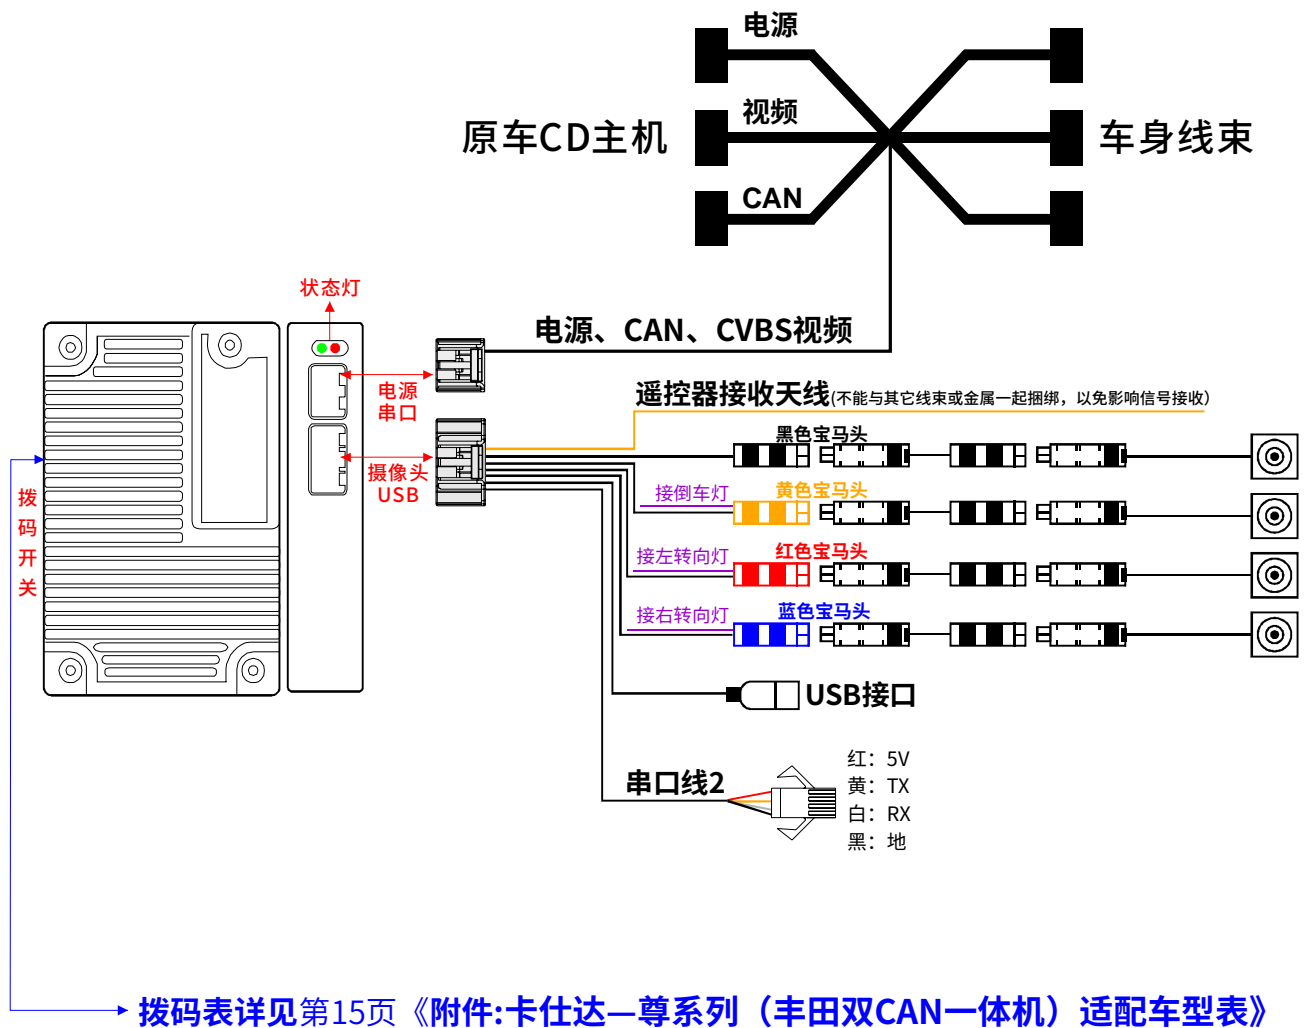 电源
视频
原车CD主机
车身线束
CAN
状态灯
电源、CAN、CVBS视频
电源
串口
遥控器接收天线(不能与其它线束或金属一起捆绑，以免影响信号接收)
黑色宝马头
摄像头
USB
接倒车灯
黄色宝马头
拨
码
开
关
接左转向灯
红色宝马头
接右转向灯
蓝色宝马头
USB接口
串口线2
红：5V
黄：TX
白：RX
黑：地
拨码表详见第15页《附件:卡仕达—尊系列（丰田双CAN一体机）适配车型表》